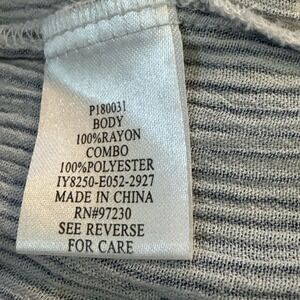 P180031
BODY
100%RAYON
COMBO
100%POLYESTER
IY8250-E052-2927
MADE IN CHINA
RN#97230
SEE REVERSE
FOR CARE